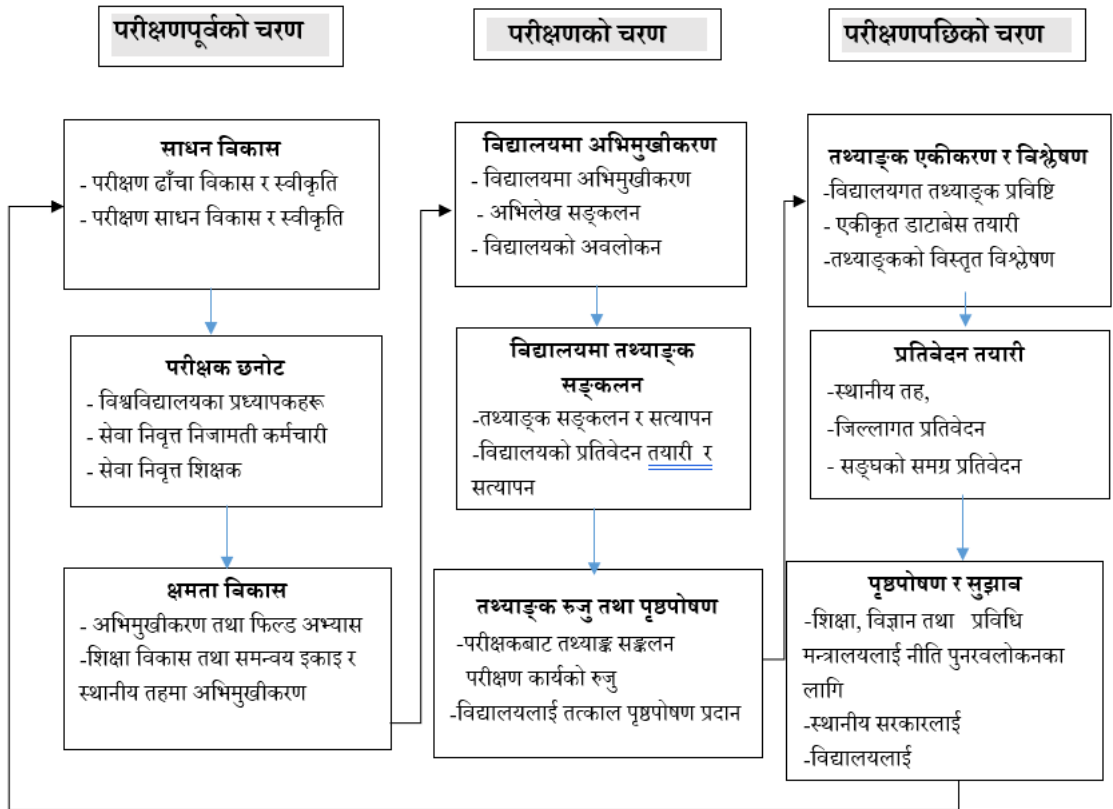 परीक्षणपूर्वको चरण
परीक्षणको चरण
परीक्षणपछिको चरण
साधन विकास
- परीक्षण ढाँचा विकास र स्वीकृति
- परीक्षण साधन विकास र स्वीकृति
परीक्षक छनोट
- विश्वविद्यालयका प्रध्यापकहरू
- सेवा निवृत्त निजामती कर्मचारी
- सेवा निवृत्त शिक्षक
क्षमता विकास
- अभिमुखीकरण तथा फिल्ड अभ्यास
-शिक्षा विकास तथा समन्वय इकाइ र
स्थानीय तहमा अभिमुखीकरण
विद्यालयमा अभिमुखीकरण
- विद्यालयमा अभिमुखीकरण
- अभिलेख सङ्कलन
- विद्यालयको अवलोकन
विद्यालयमा तथ्याङ्क
सङ्कलन
-तथ्याङ्क सङ्कलन र सत्यापन
-विद्यालयको प्रतिवेदन तयारी र
सत्यापन
तथ्याङ्क रुजु तथा पृष्ठपोषण
-परीक्षकबाट तथ्याङ्क सङ्कलन
परीक्षण कार्यको रुजु
-विद्यालयलाई तत्काल पृष्ठपोषण प्रदान
तथ्याङ्क एकीकरण र विश्लेषण
-विद्यालयगत तथ्याङ्क प्रविष्टि
- एकीकृत डाटाबेस तयारी
-तथ्याङ्कको विस्तृत विश्लेषण
प्रतिवेदन तयारी
-स्थानीय तह,
-जिल्लागत प्रतिवेदन
- सङ्घको समग्र प्रतिवेदन
पृष्ठपोषण र सुझाव
-शिक्षा, विज्ञान तथा प्रविधि
मन्त्रालयलाई नीति पुनरवलोकनका
लागि
-स्थानीय सरकारलाई
-विद्यालयलाई